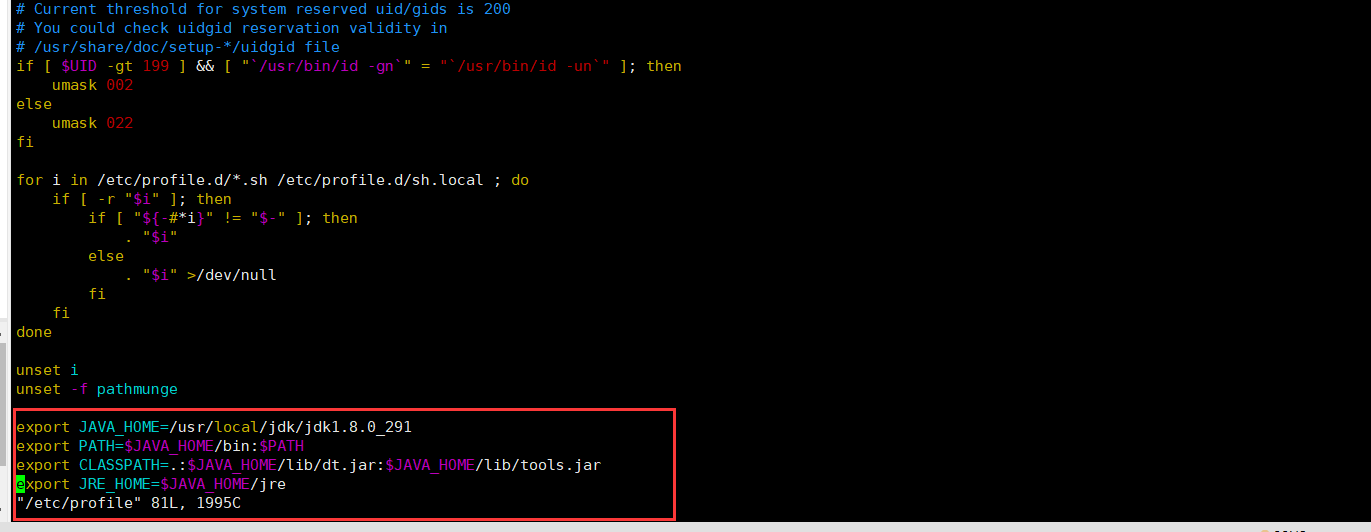 # Current threshold for system reserved uid/gids is 200
# You could check uidgid reservation validity in
# /usr/share/doc/setup-*/uidgid file
if [ $UID -gt 199 ] && [ "`/usr/bin/id -gn`" = "`/usr/bin/id -un`" ]; then
    umask 002
else
    umask 022
fi

for i in /etc/profile.d/*.sh /etc/profile.d/sh.local ; do
    if [ -r "$i" ]; then
        if [ "${-#*i}" != "$-" ]; then
            . "$i"
        else
            . "$i" >/dev/null
        fi
    fi
done

unset i
unset -f pathmunge

export JAVA_HOME=/usr/local/jdk/jdk1.8.0_291
export PATH=$JAVA_HOME/bin:$PATH
export CLASSPATH=.:$JAVA_HOME/lib/dt.jar:$JAVA_HOME/lib/tools.jar
export JRE_HOME=$JAVA_HOME/jre
"/etc/profile" 81L, 1995C